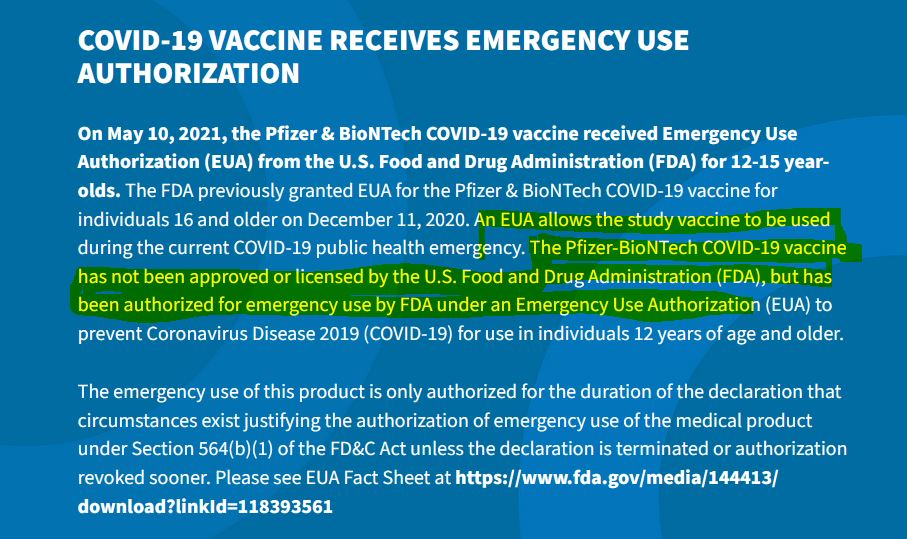 COVID-19 VACCINE RECEIVES EMERGENCY USE
AUTHORIZATION
On May 10, 2021, the Pfizer & BioNTech COVID-19 vaccine received Emergency Use
Authorization (EUA) from the U.S. Food and Drug Administration (FDA) for 12-15 year-
olds. The FDA previously granted EUA for the Pfizer & BioNTech COVID-19 vaccine for
individuals 16 and older on December 11, 2020. An EUA allows the study vaccine to be used
during the current COVID-19 public health emergency. The Pfizer-BioNTech COVID-19 vaccine
has not been approved or licensed by the U.S. Food and Drug Administration (FDA), but has
been authorized for emergency use by FDA under an Emergency Use Authorization (EUA) to
prevent Coronavirus Disease 2019 (COVID-19) for use in individuals 12 years of age and older.
The emergency use of this product is only authorized for the duration of the declaration that
circumstances exist justifying the authorization of emergency use of the medical product
under Section 564(b)(1) of the FD&C Act unless the declaration is terminated or authorization
revoked sooner. Please see EUA Fact Sheet at https://www.fda.gov/media/144413/
download?linkId=118393561